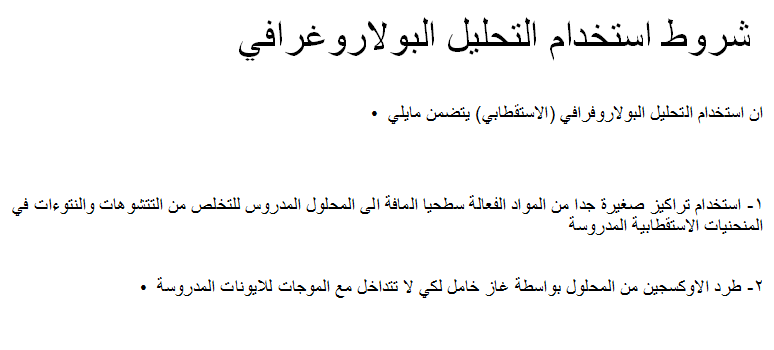 شروط استخدام التحليل البولاروغرافي
ان استخدام التحليل البولاروفرافي (الاستقطابي) يتضمن مايلي •
١- استخدام تراكيز صغيرة جدا من المواد الفعالة سطحيا المافة الى المحلول المدروس للتخلص من التتشوهات والنتوءات في
المنحنيات الاستقطابية المدروسة
٢- طرد الاوكسجين من المحلول بواسطة غاز خامل لكي لا تتداخل مع الموجات للايونات المدروسة •